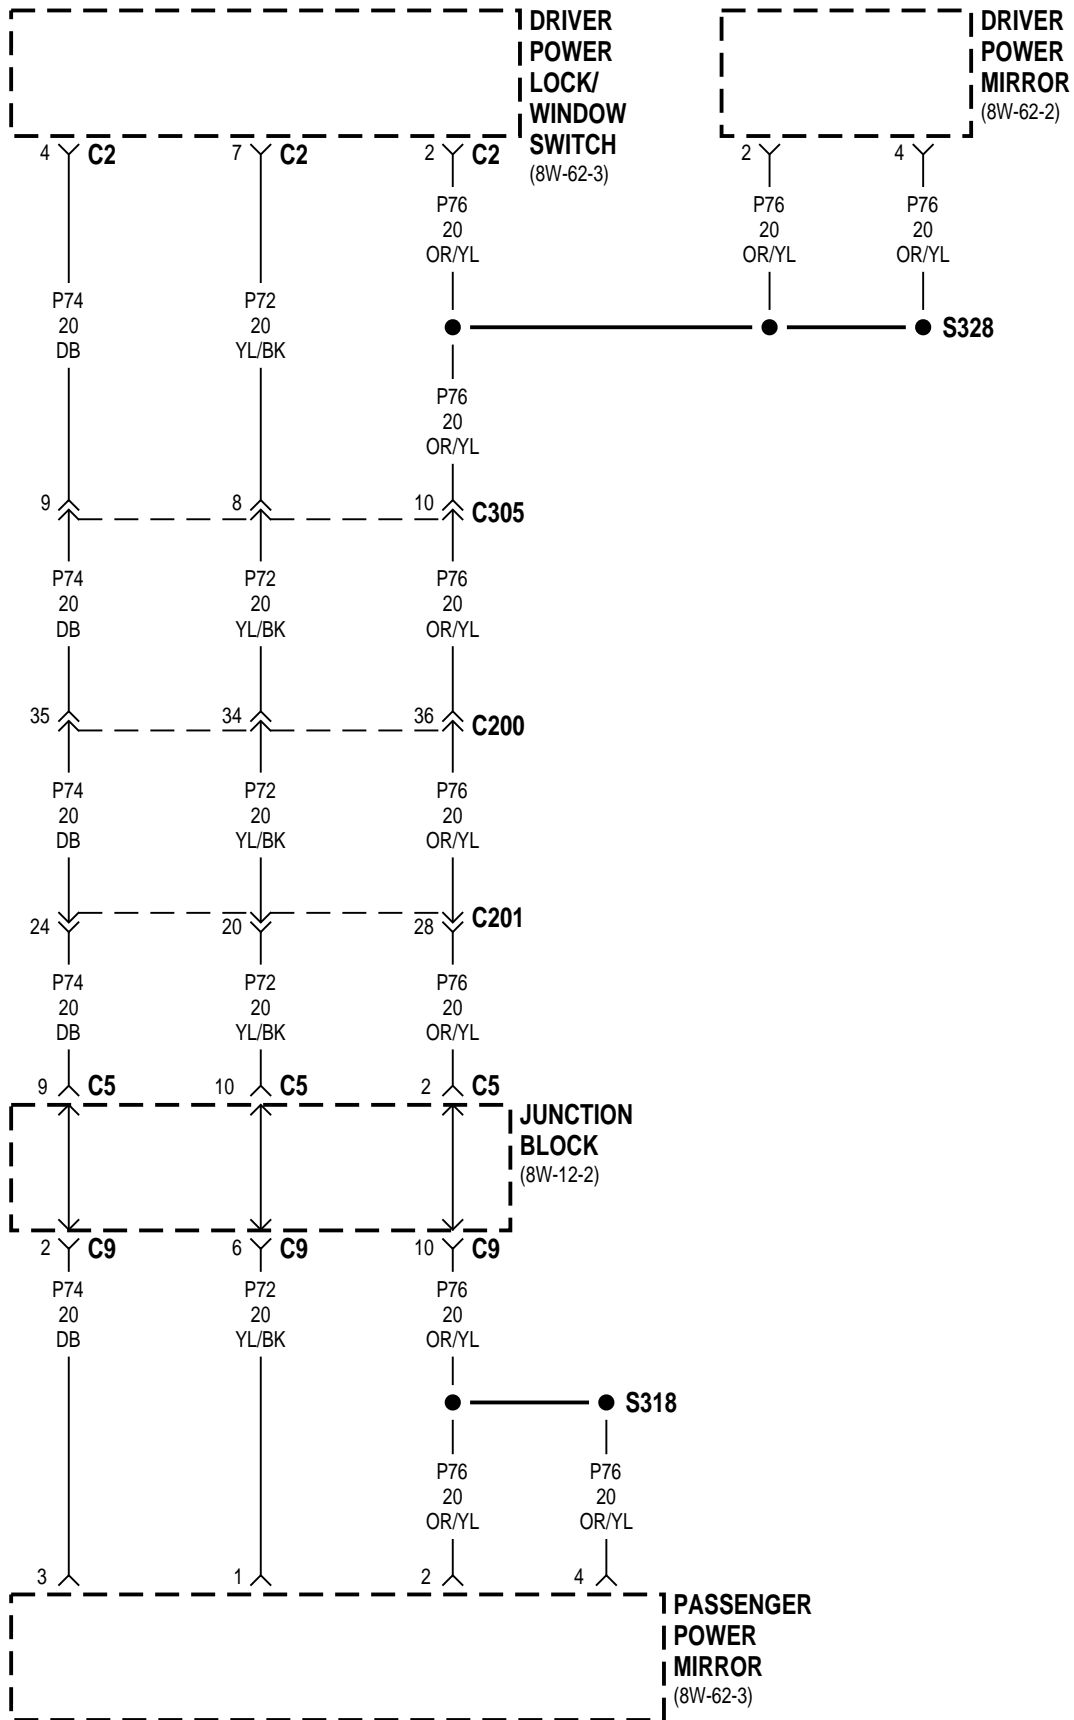 DRIVER
POWER
LOCK/
WINDOW
SWITCH
(8W-62-3)
DRIVER
POWER
MIRROR
(8W-62-2)
4 C2 7 C2 2 C2 2 4
P76 P76 P76
20 20 20
OR/YL OR/YL OR/YL
P74 P72
20 20
DB YL/BK
S328
P76
20
OR/YL
9 8 10 C305
P74 P72 P76
20 20 20
DB YL/BK OR/YL
35 34 36 C200
P74 P72 P76
20 20 20
DB YL/BK OR/YL
24 20 28 C201
P74 P72 P76
20 20 20
DB YL/BK OR/YL
9 C5 10 C5 2 C5
JUNCTION
BLOCK
(8W-12-2)
2 C9 6 C9 10 C9
P74 P72 P76
20 20 20
DB YL/BK OR/YL
S318
P76 P76
20 20
OR/YL OR/YL
3 1 2 4
PASSENGER
POWER
MIRROR
(8W-62-3)